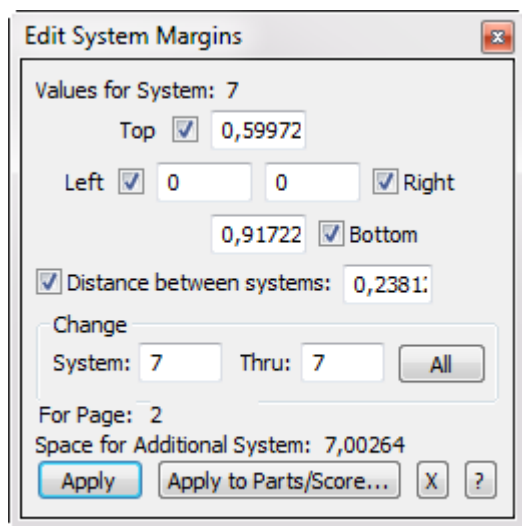 Edit System Margins x
Values for System: 7
Top 0,59972
Left 0 0 Right
0,91722 Bottom
Distance between systems:
Change
System: 7 Thru: 7 All
For Page: 2
Space for Additional System: 7,00264
Apply Apply to Parts/Score... X ?